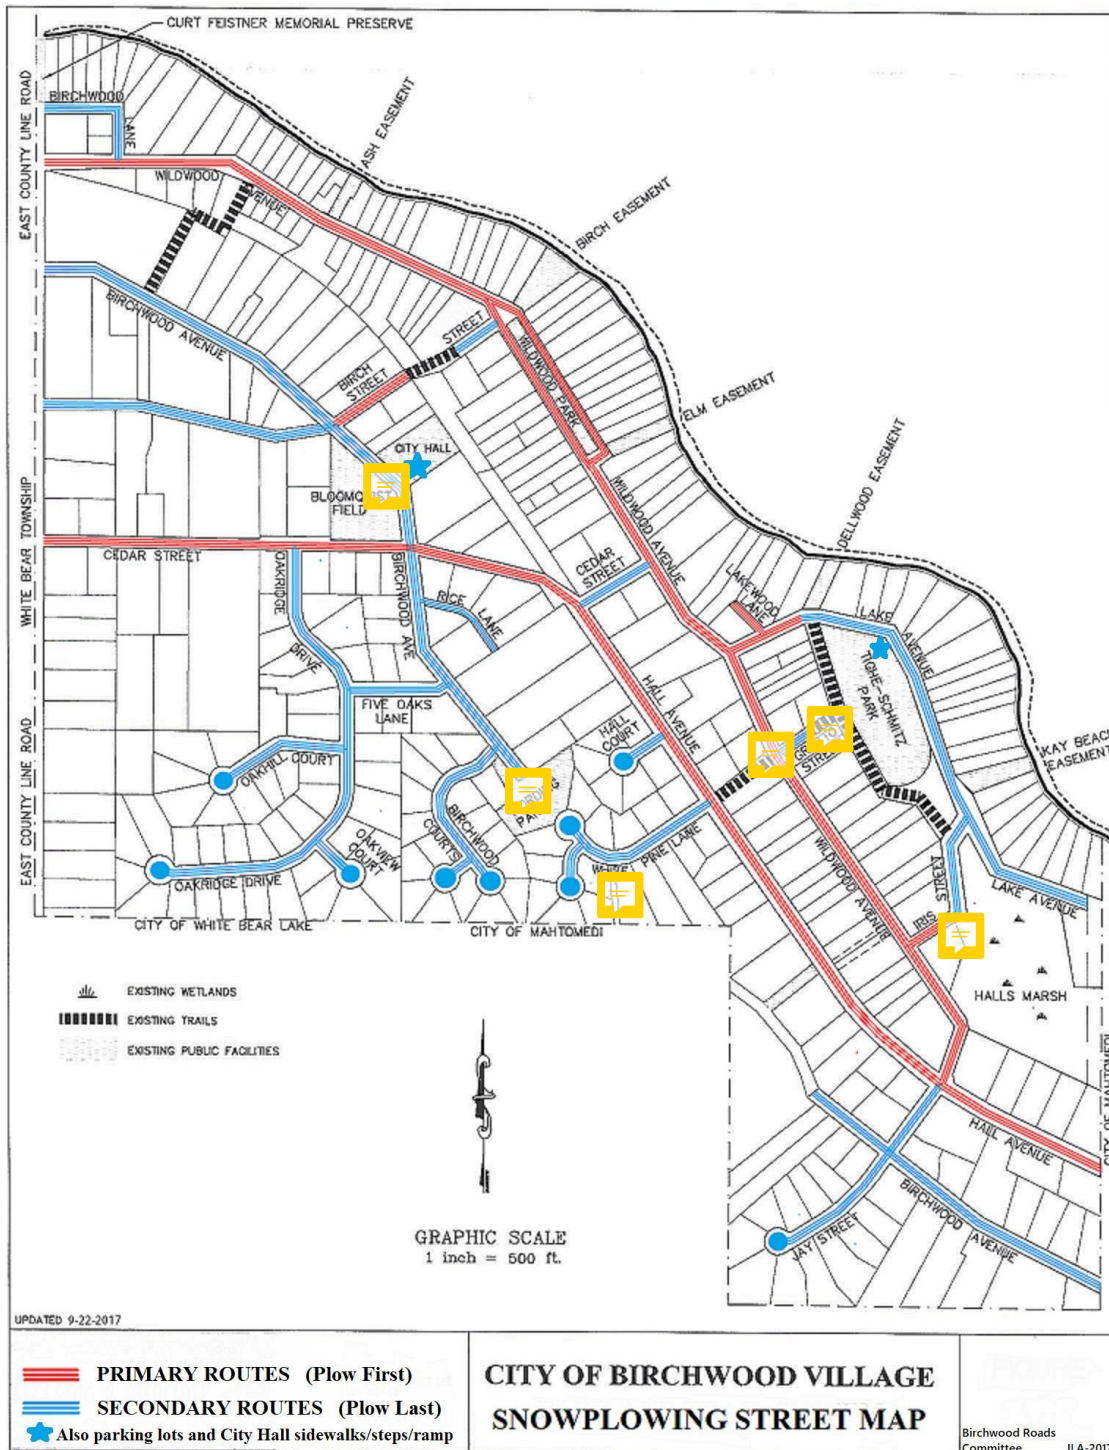 CURT FEISTNER MEMORIAL PRESERVE
BIRCHWOOD
LANE
EAST COUNTY LINE ROAD
ASH EASEMENT
WILDWOOD
AVENUE
BIRCH EASEMENT
BIRCHWOOD AVENUE
STREET
BIRCH
STREET
WILDWOOD PARK
ELM EASEMENT
CITY HALL
DELLWOOD EASEMENT
FIELD
WHITE BEAR TOWNSHIP
WILDWOOD AVENUE
CEDAR STREET
OAKRIDGE
BIRCHWOOD AVE
CEDAR
STREET
LAKEWOOD
LANE
LAKE
AVENUE
RICE
LANE
DRIVE
TIGHE-SCHMITZ
PARK
HALL AVENUE
FIVE OAKS
LANE
HALL
COURT
STREET
KAY BEACH
EASEMENT
EAST COUNTY LINE ROAD
OAKHILL COURT
BIRCHWOOD
COURTS
OAKVIEW
COURT
PINE LANE
OAKRIDGE DRIVE
WILDWOOD AVENUE
STREET
LAKE AVENUE
IRIS
CITY OF WHITE BEAR LAKE
CITY OF MAHTOMEDI
HALLS MARSH
EXISTING WETLANDS
EXISTING TRAILS
EXISTING PUBLIC FACILITIES
CITY OF MAHTOMEDI
HALL AVENUE
BIRCHWOOD AVENUE
JAY STREET
GRAPHIC SCALE
1 inch = 500 ft.
UPDATED 9-22-2017
PRIMARY ROUTES (Plow First)
SECONDARY ROUTES (Plow Last)
Also parking lots and City Hall sidewalks/steps/ramp
CITY OF BIRCHWOOD VILLAGE
SNOWPLOWING STREET MAP
Birchwood Roads
Committee